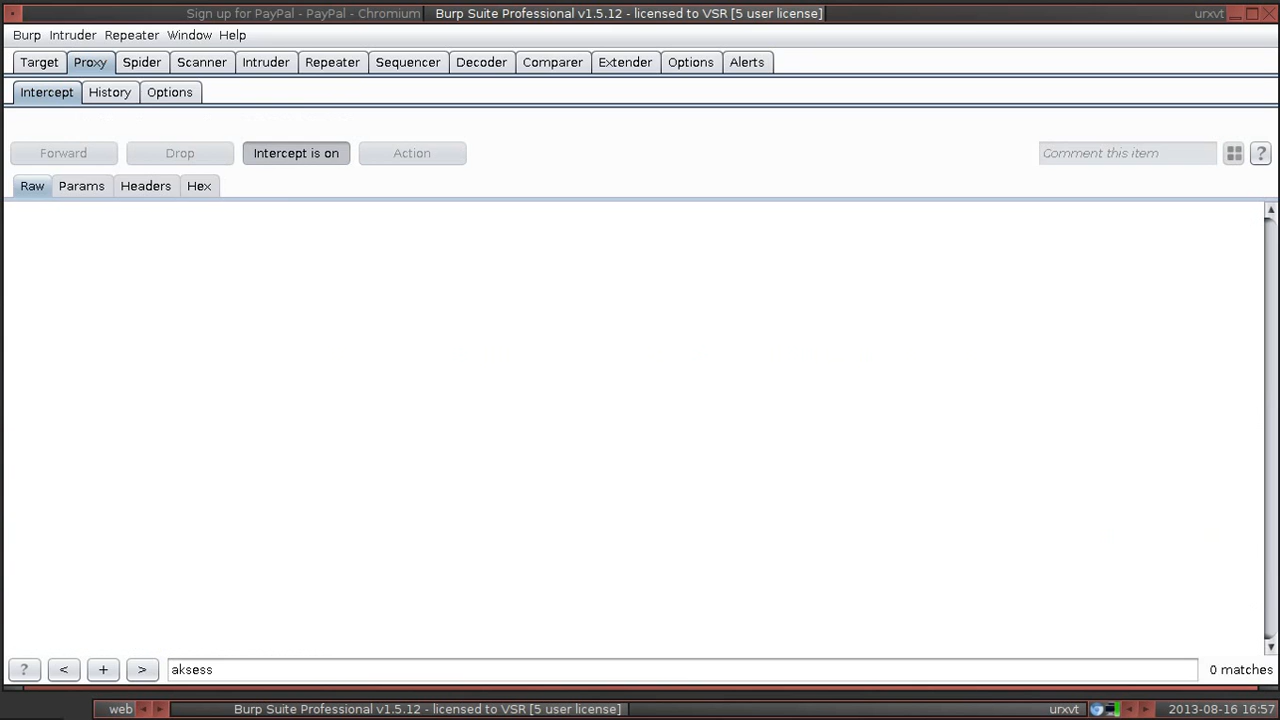 Sign up for PayPal - PayPal - Chromium Burp Suite Professional v1.5.12 - licensed to VSR [5 user license] urxvt
Burp Intruder Repeater Window Help
Target Proxy Spider Scanner Intruder Repeater Sequencer Decoder Comparer Extender Options Alerts
Intercept History Options
Forward Drop Intercept is on Action Comment this item ?
Raw Params Headers Hex
? < + > aksess 0 matches
web Burp Suite Professional v1.5.12 - licensed to VSR [5 user license] urxvt 2013-08-16 16:57